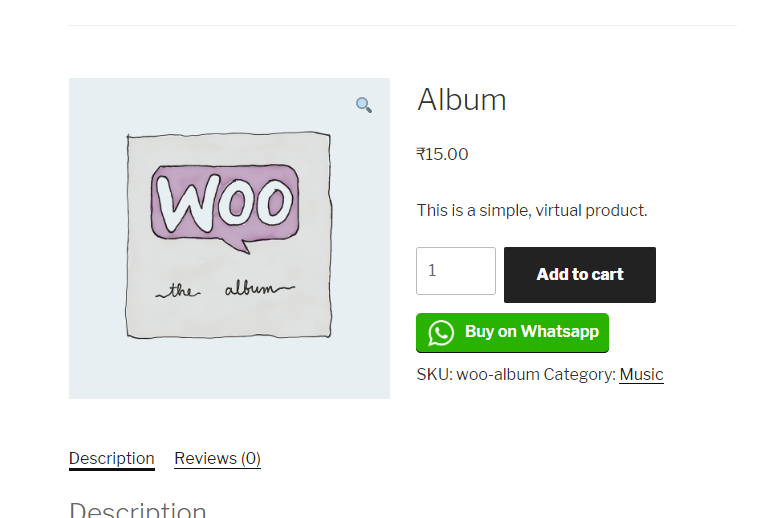 WOO
the album
Album
₹15.00
This is a simple, virtual product.
1
Add to cart
Buy on Whatsapp
SKU: woo-album Category: Music
Description
Reviews (0)
Description